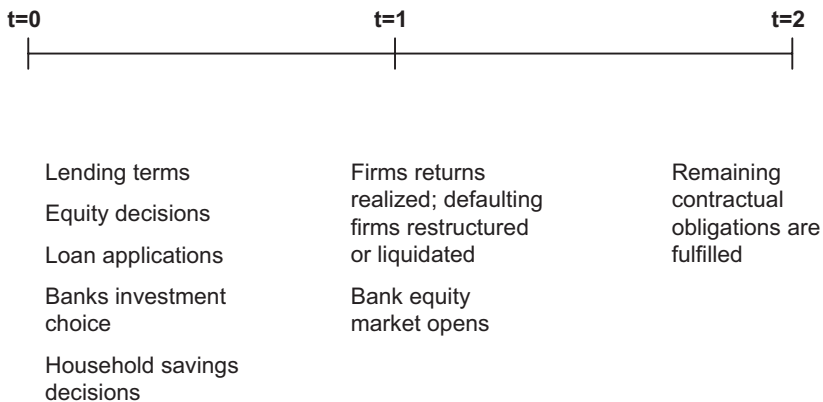 t=0
t=1
t=2
Lending terms
Equity decisions
Loan applications
Banks investment
choice
Household savings
decisions
Firms returns
realized; defaulting
firms restructured
or liquidated
Bank equity
market opens
Remaining
contractual
obligations are
fulfilled